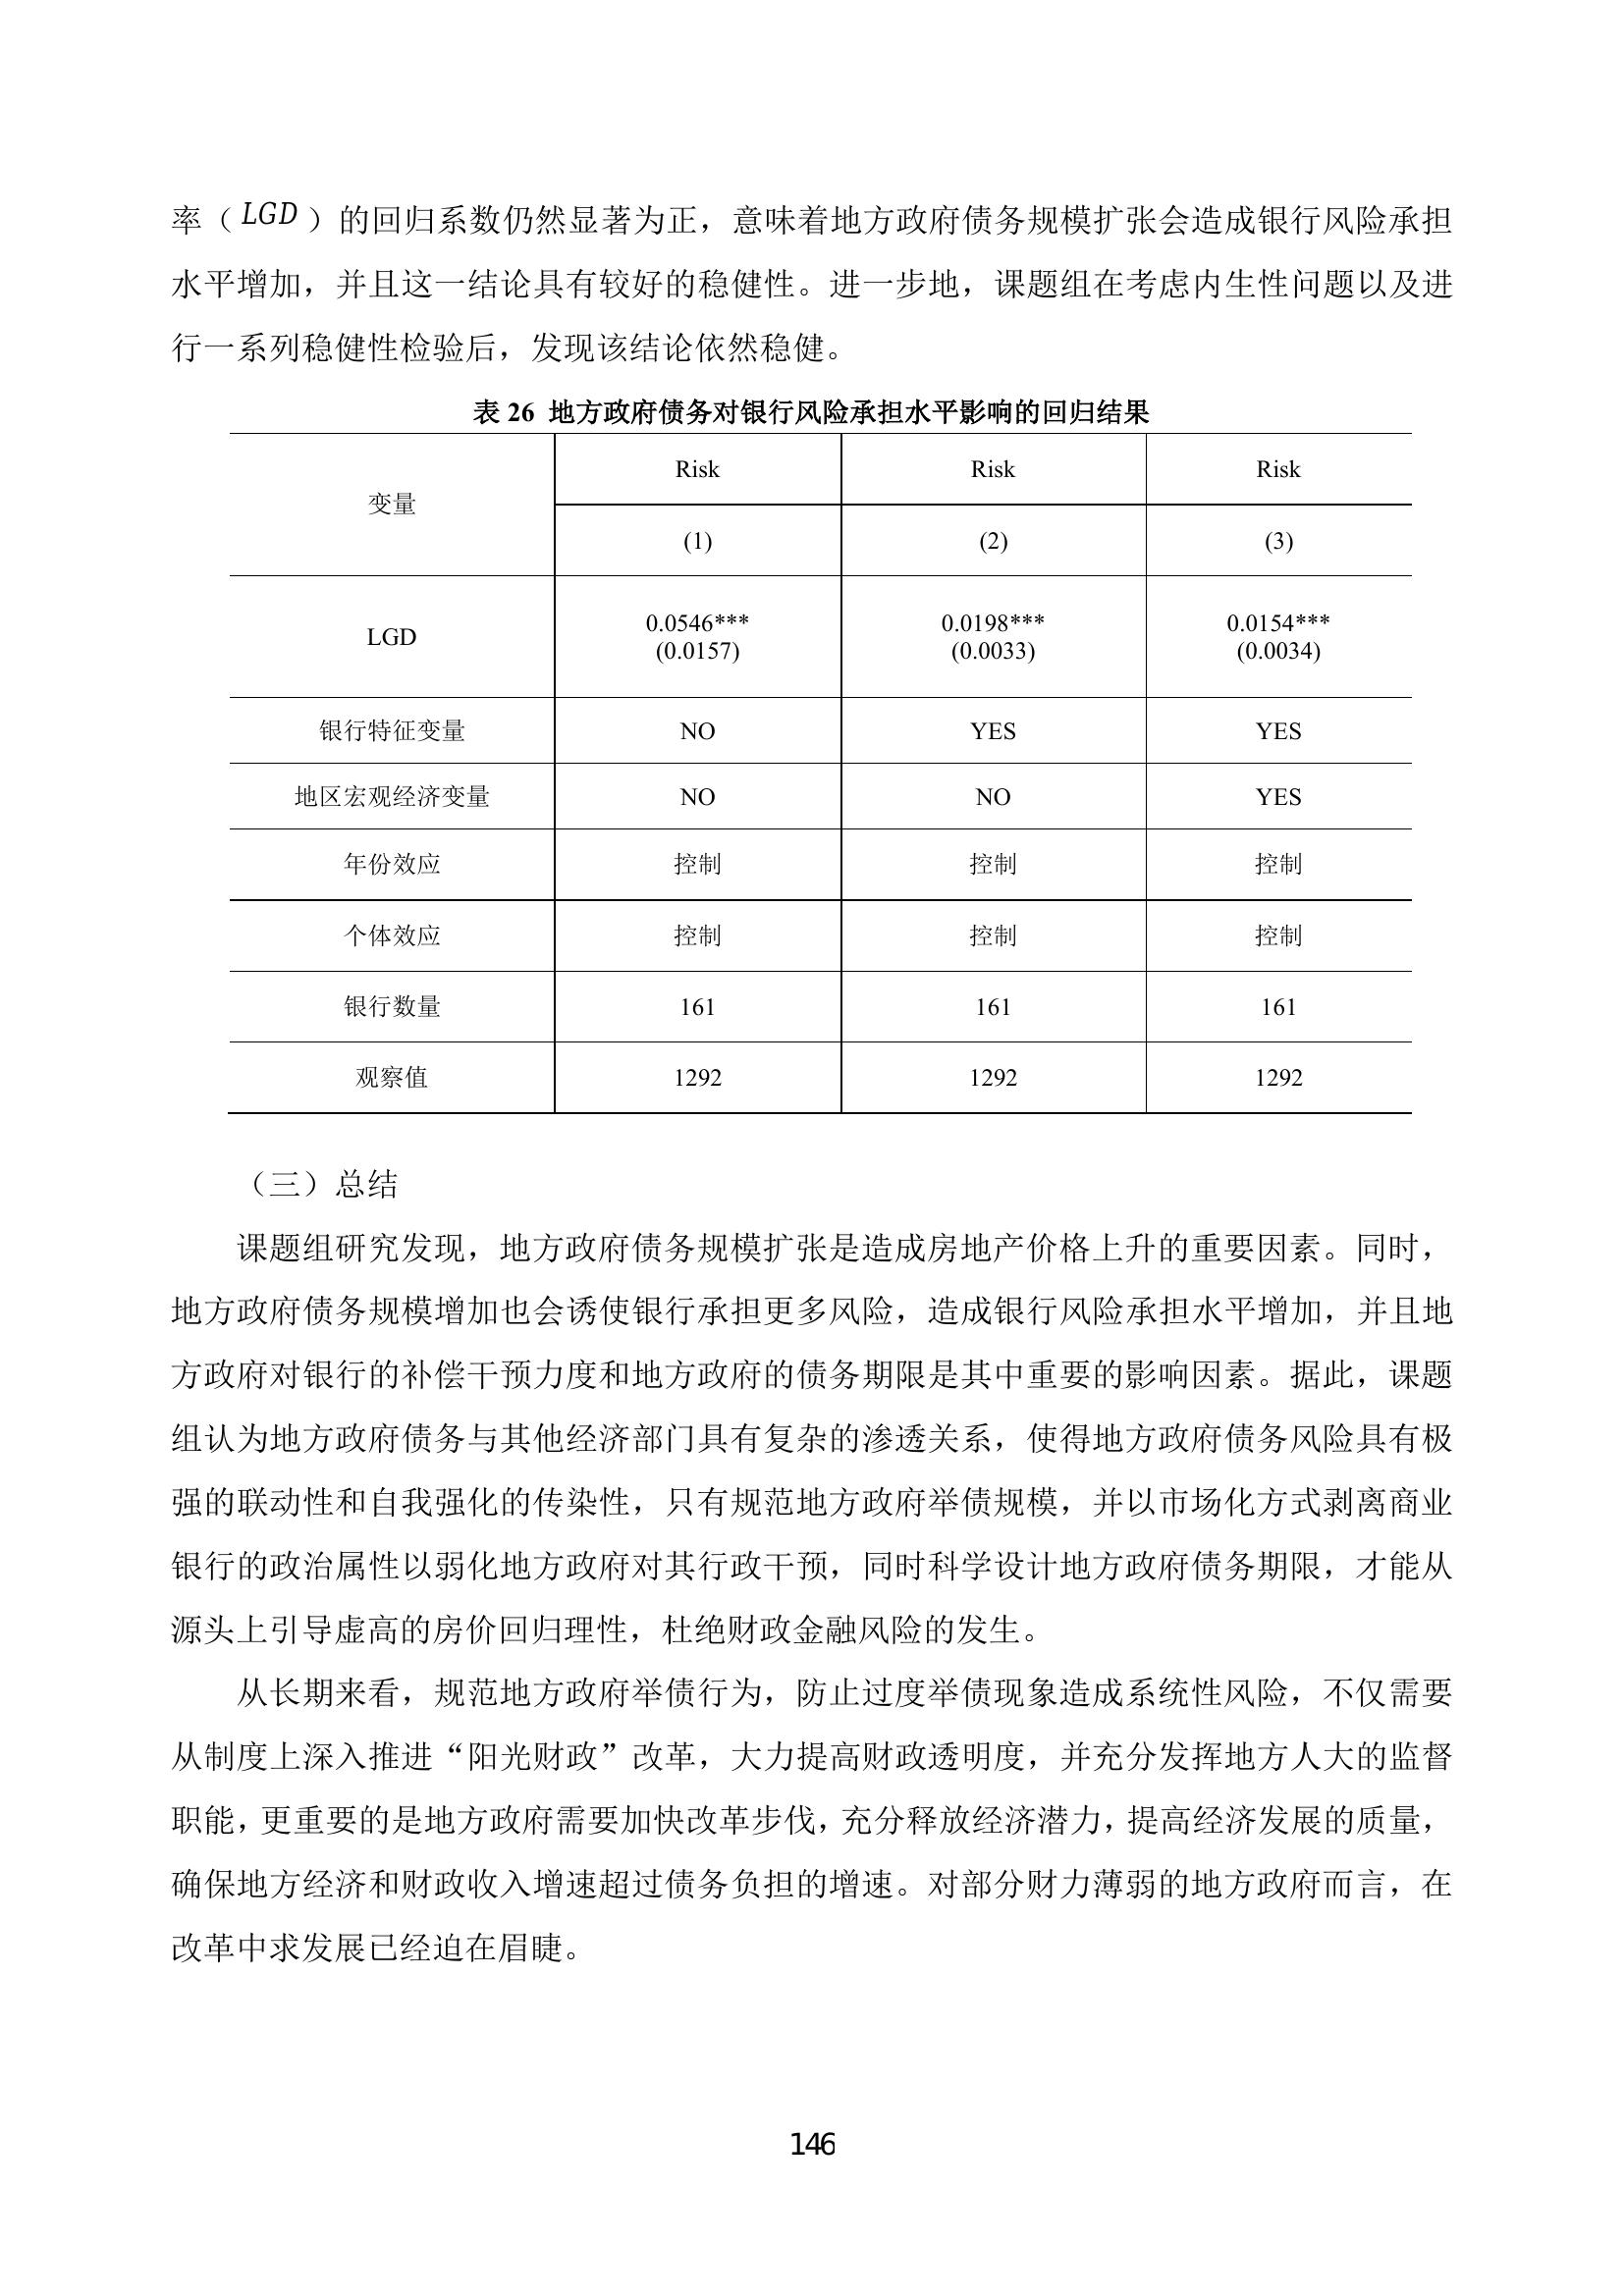 率（LGD）的回归系数仍然显著为正，意味着地方政府债务规模扩张会造成银行风险承担
水平增加，并且这一结论具有较好的稳健性。进一步地，课题组在考虑内生性问题以及进
行一系列稳健性检验后，发现该结论依然稳健。
表 26 地方政府债务对银行风险承担水平影响的回归结果
变量 Risk Risk Risk
(1) (2) (3)
LGD 0.0546*** 0.0198*** 0.0154***
(0.0157) (0.0033) (0.0034)
银行特征变量 NO YES YES
地区宏观经济变量 NO NO YES
年份效应 控制 控制 控制
个体效应 控制 控制 控制
银行数量 161 161 161
观察值 1292 1292 1292
（三）总结
课题组研究发现，地方政府债务规模扩张是造成房地产价格上升的重要因素。同时，
地方政府债务规模增加也会诱使银行承担更多风险，造成银行风险承担水平增加，并且地
方政府对银行的补偿干预力度和地方政府的债务期限是其中重要的影响因素。据此，课题
组认为地方政府债务与其他经济部门具有复杂的渗透关系，使得地方政府债务风险具有极
强的联动性和自我强化的传染性，只有规范地方政府举债规模，并以市场化方式剥离商业
银行的政治属性以弱化地方政府对其行政干预，同时科学设计地方政府债务期限，才能从
源头上引导虚高的房价回归理性，杜绝财政金融风险的发生。
从长期来看，规范地方政府举债行为，防止过度举债现象造成系统性风险，不仅需要
从制度上深入推进“阳光财政”改革，大力提高财政透明度，并充分发挥地方人大的监督
职能，更重要的是地方政府需要加快改革步伐，充分释放经济潜力，提高经济发展的质量，
确保地方经济和财政收入增速超过债务负担的增速。对部分财力薄弱的地方政府而言，在
改革中求发展已经迫在眉睫。
146